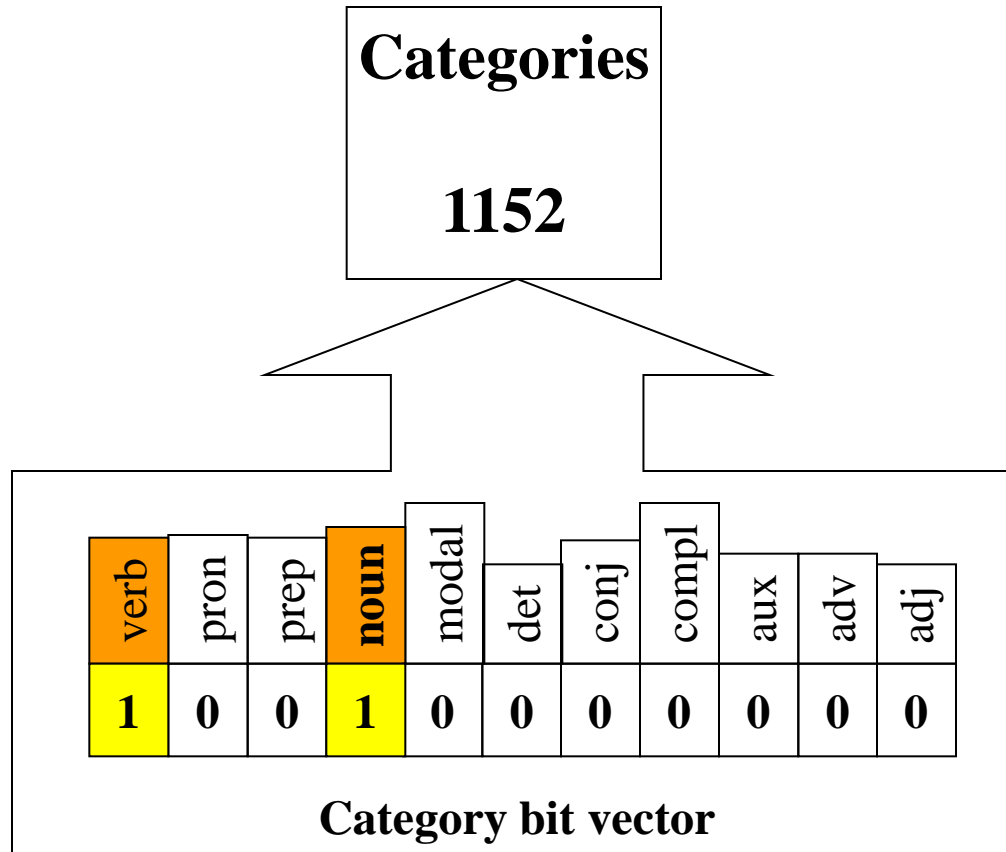 Categories
1152
verb pron prep noun modal det conj compl aux adv adj
1 0 0 1 0 0 0 0 0 0 0
Category bit vector